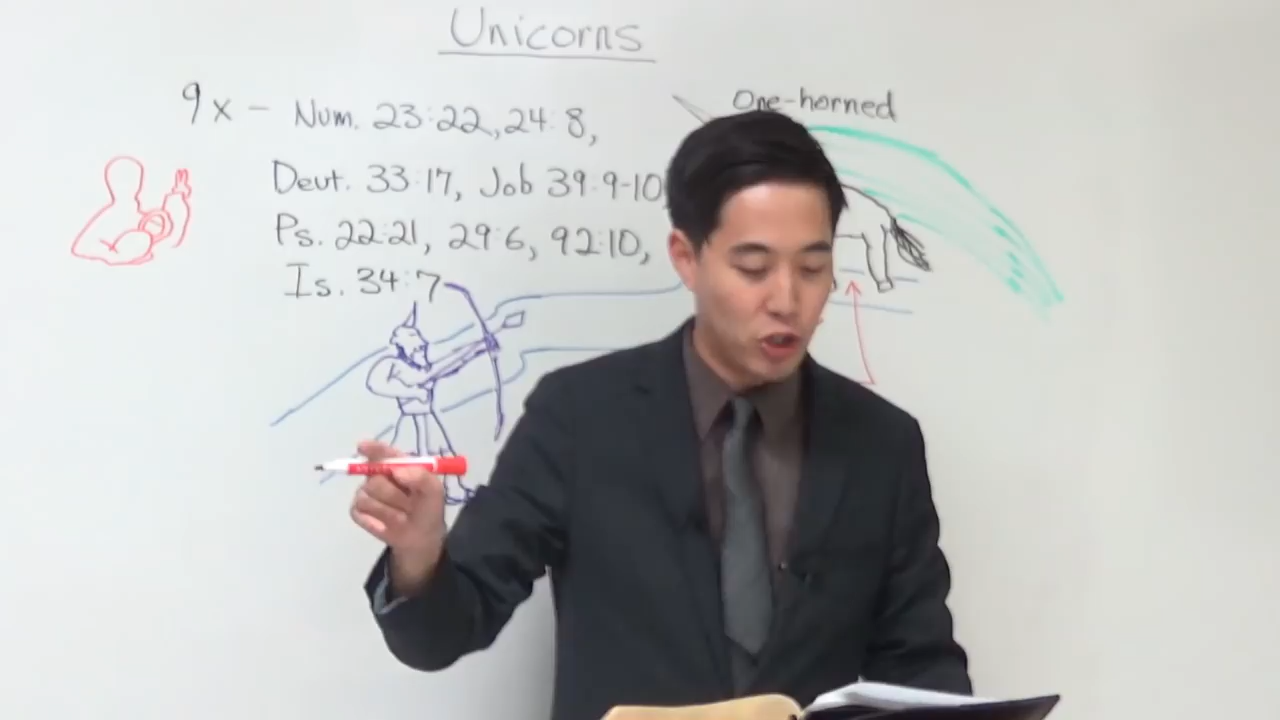 Unicorns
9x - Num. 23:22, 24:8,
One-horned
Deut. 33:17, Job 39:9-10
Ps. 22:21, 29:6, 92:10,
Is. 34:7